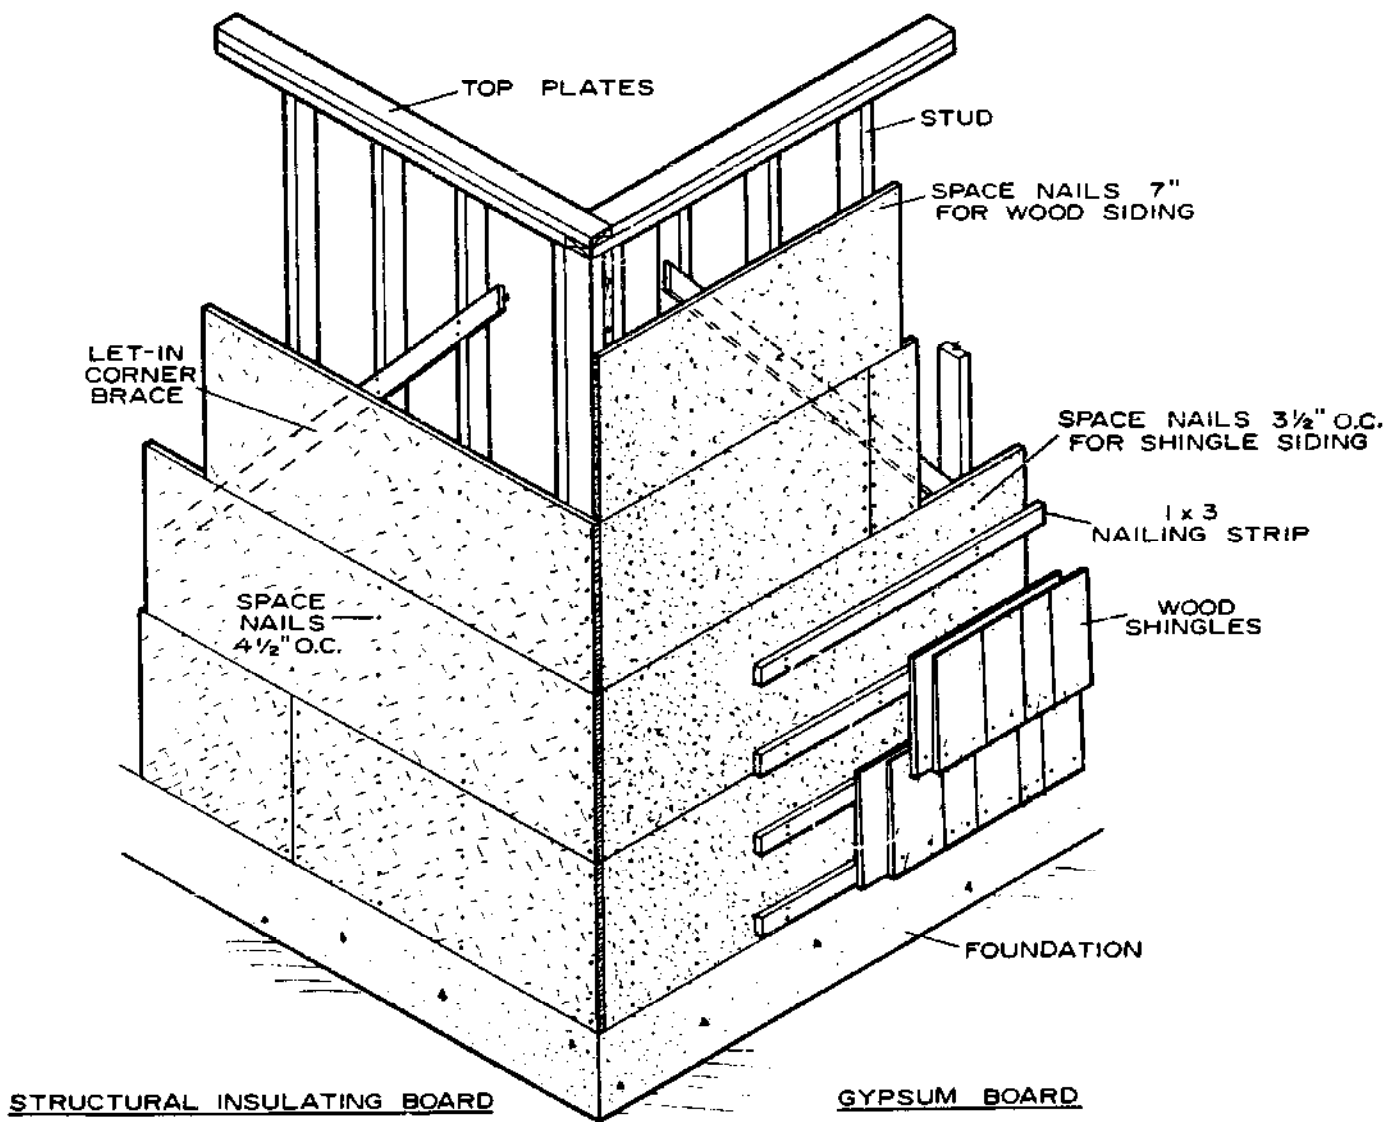 TOP PLATES
STUD
SPACE NAILS 7"
FOR WOOD SIDING
LET-IN
CORNER
BRACE
SPACE NAILS 3½" O.C.
FOR SHINGLE SIDING
1 x 3
NAILING STRIP
SPACE
NAILS
4½" O.C.
WOOD
SHINGLES
FOUNDATION
STRUCTURAL INSULATING BOARD
GYPSUM BOARD